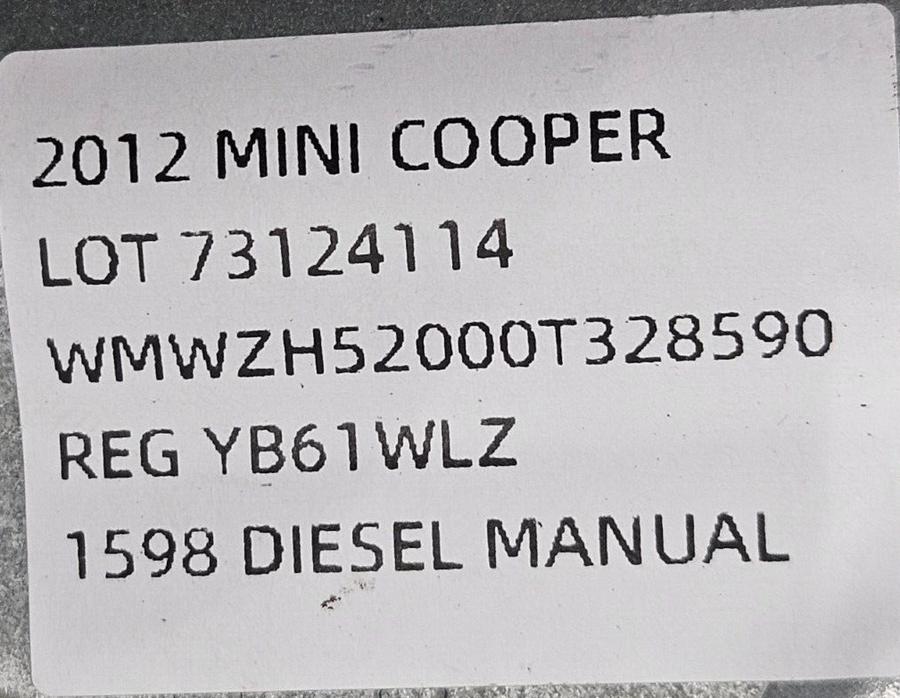 2012 MINI COOPER
LOT 73124114
WMWZH52000T328590
REG YB61WLZ
1598 DIESEL MANUAL